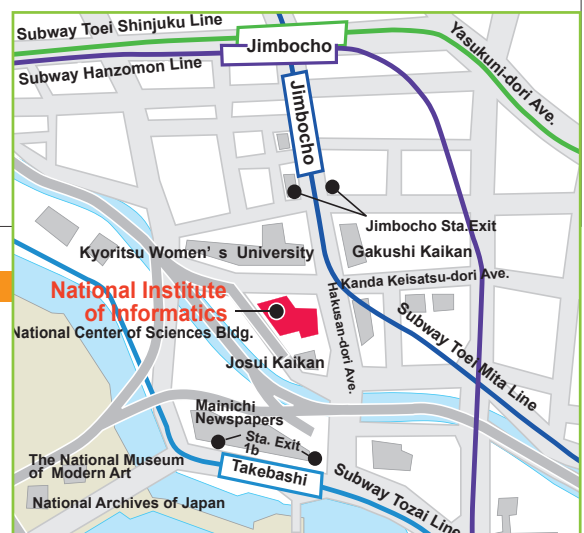 Subway Toei Shinjuku Line
Jimbocho
Yasukuni-dori Ave.
Subway Hanzomon Line
Jimbocho
Jimbocho Sta.Exit
Kyoritsu Women' s University
Gakushi Kaikan
Kanda Keisatsu-dori Ave.
National Institute
of Informatics
National Center of Sciences Bldg.
Hakusan-dori Ave.
Subway Toei Mita Line
Josui Kaikan
Mainichi
Newspapers
Sta. Exit
1b
The National Museum
of Modern Art
Takebashi
Subway Tozai Line
National Archives of Japan